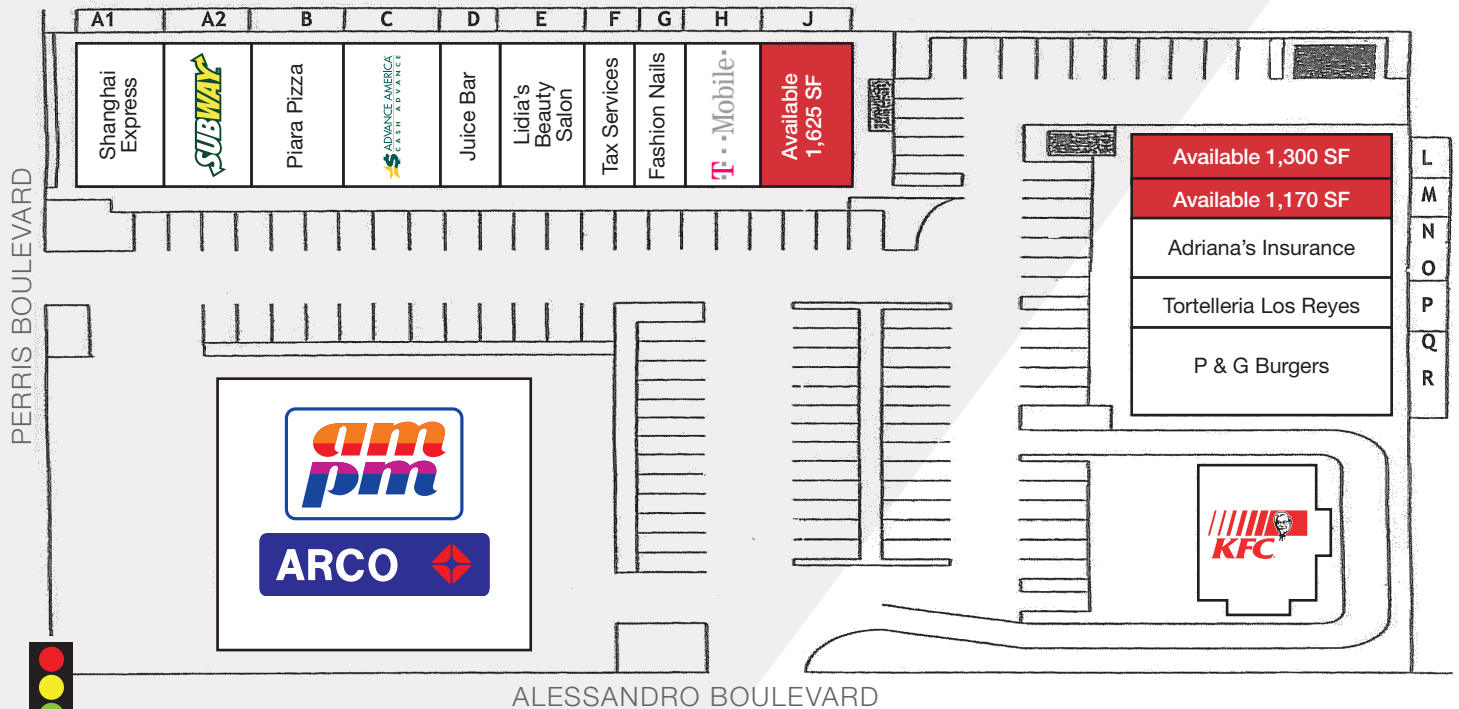 A1 A2 B C D E F G H J
Shanghai
Express
SUBWAY
Piara Pizza
$ ADVANCE AMERICA
CASH ADVANCE
Juice Bar
Lidia's
Beauty
Salon
Tax Services
Fashion Nails
T··Mobile·
Available
1,625 SF
Available 1,300 SF
L
Available 1,170 SF
M
Adriana's Insurance
N
O
Tortelleria Los Reyes
P
P & G Burgers
Q
R
PERRIS BOULEVARD
am
pm
ARCO
KFC
ALESSANDRO BOULEVARD